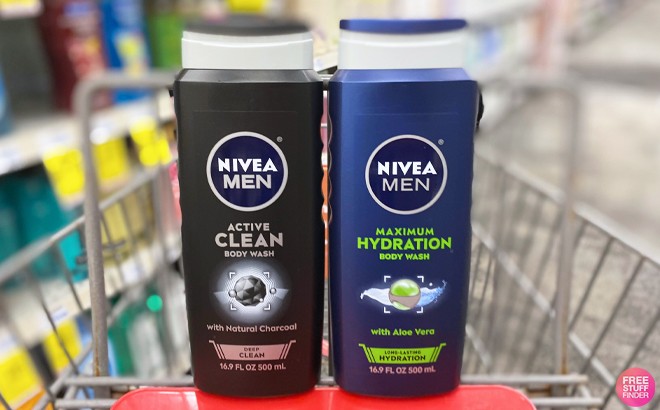 NIVEA
MEN
ACTIVE
CLEAN
BODY WASH
with Natural Charcoal
DEEP
CLEAN
16.9 FL OZ 500 mL
NIVEA
MEN
MAXIMUM
HYDRATION
BODY WASH
with Aloe Vera
LONG-LASTING
HYDRATION
16.9 FL OZ 500 mL
FREE
STUFF
FINDER